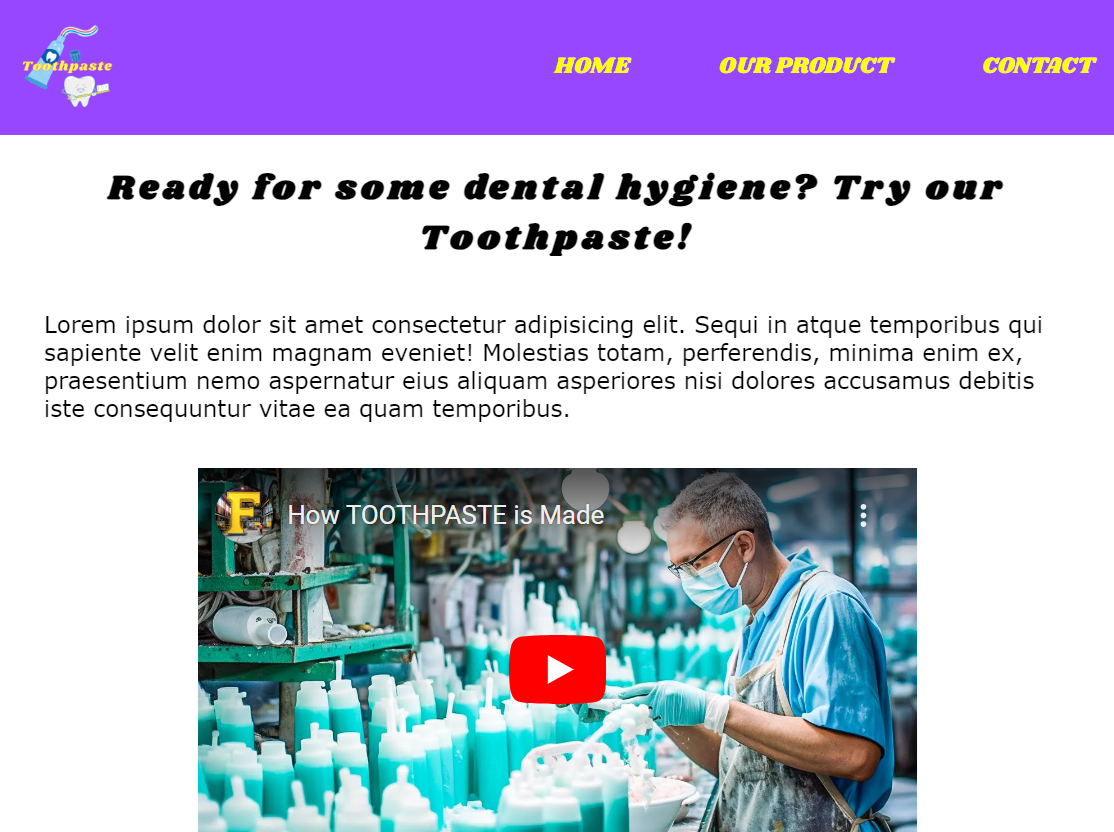 Toothpaste
HOME
OUR PRODUCT
CONTACT
Ready for some dental hygiene? Try our
Toothpaste!
Lorem ipsum dolor sit amet consectetur adipisicing elit. Sequi in atque temporibus qui
sapiente velit enim magnam eveniet! Molestias totam, perferendis, minima enim ex,
praesentium nemo aspernatur eius aliquam asperiores nisi dolores accusamus debitis
iste consequuntur vitae ea quam temporibus.
F
How TOOTHPASTE is Made